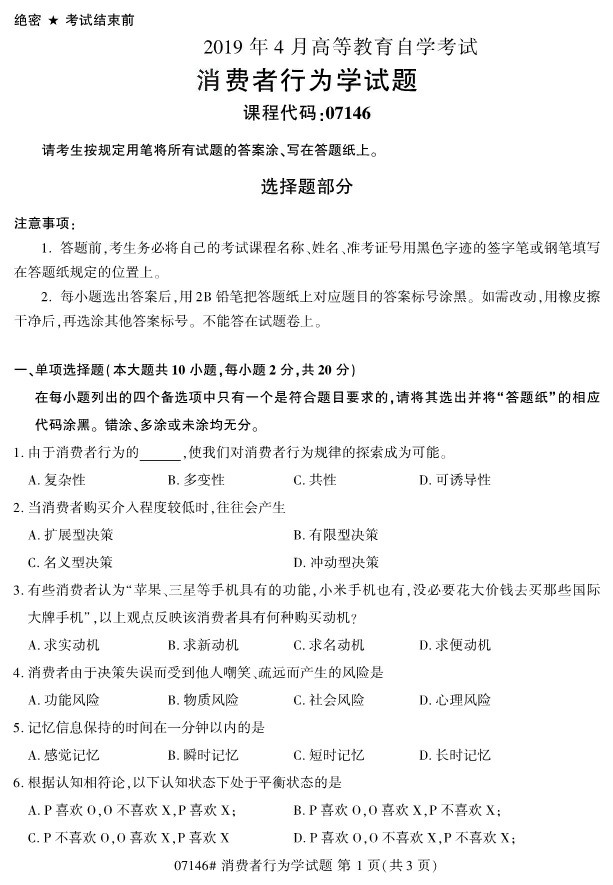 绝密 ★ 考试结束前
2019 年 4 月高等教育自学考试
消费者行为学试题
课程代码:07146
请考生按规定用笔将所有试题的答案涂、写在答题纸上。
选择题部分
注意事项:
1. 答题前,考生务必将自己的考试课程名称、姓名、准考证号用黑色字迹的签字笔或钢笔填写
在答题纸规定的位置上。
2. 每小题选出答案后,用 2B 铅笔把答题纸上对应题目的答案标号涂黑。如需改动,用橡皮擦
干净后,再选涂其他答案标号。不能答在试题卷上。
一、单项选择题(本大题共 10 小题,每小题 2 分,共 20 分)
在每小题列出的四个备选项中只有一个是符合题目要求的,请将其选出并将“答题纸”的相应
代码涂黑。错涂、多涂或未涂均无分。
1. 由于消费者行为的______,使我们对消费者行为规律的探索成为可能。
A. 复杂性 B. 多变性 C. 共性 D. 可诱导性
2. 当消费者购买介入程度较低时,往往会产生
A. 扩展型决策 B. 有限型决策
C. 名义型决策 D. 冲动型决策
3. 有些消费者认为“苹果、三星等手机具有的功能,小米手机也有,没必要花大价钱去买那些国际
大牌手机”,以上观点反映该消费者具有何种购买动机?
A. 求实动机 B. 求新动机 C. 求名动机 D. 求便动机
4. 消费者由于决策失误而受到他人嘲笑、疏远而产生的风险是
A. 功能风险 B. 物质风险 C. 社会风险 D. 心理风险
5. 记忆信息保持的时间在一分钟以内的是
A. 感觉记忆 B. 瞬时记忆 C. 短时记忆 D. 长时记忆
6. 根据认知相符论,以下认知状态下处于平衡状态的是
A. P 喜欢 O,O 不喜欢 X,P 喜欢 X; B. P 喜欢 O,O 喜欢 X,P 不喜欢 X;
C. P 不喜欢 O,O 喜欢 X,P 喜欢 X D. P 喜欢 O,O 不喜欢 X,P 不喜欢 X;
07146# 消费者行为学试题 第 1 页(共 3 页)